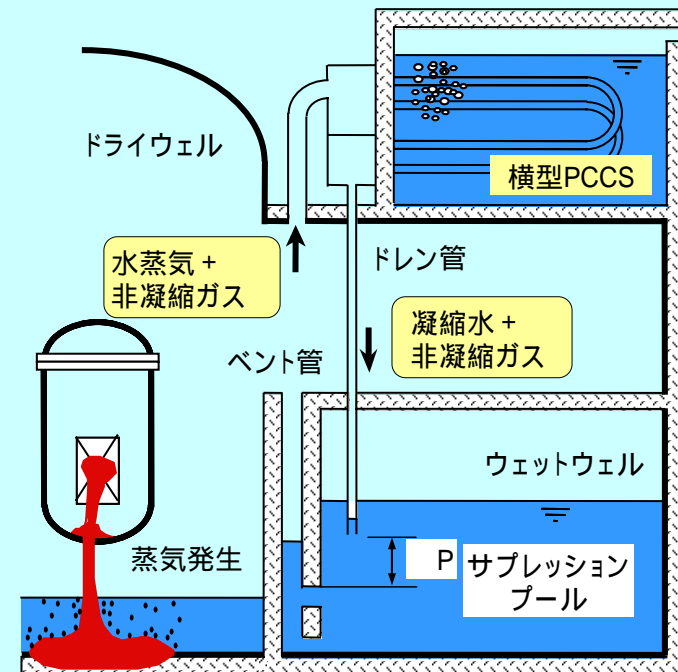 ドライウェル
横型PCCS
水蒸気 +
非凝縮ガス
ドレン管
凝縮水 +
非凝縮ガス
ベント管
ウェットウェル
蒸気発生
P
サプレッション
プール